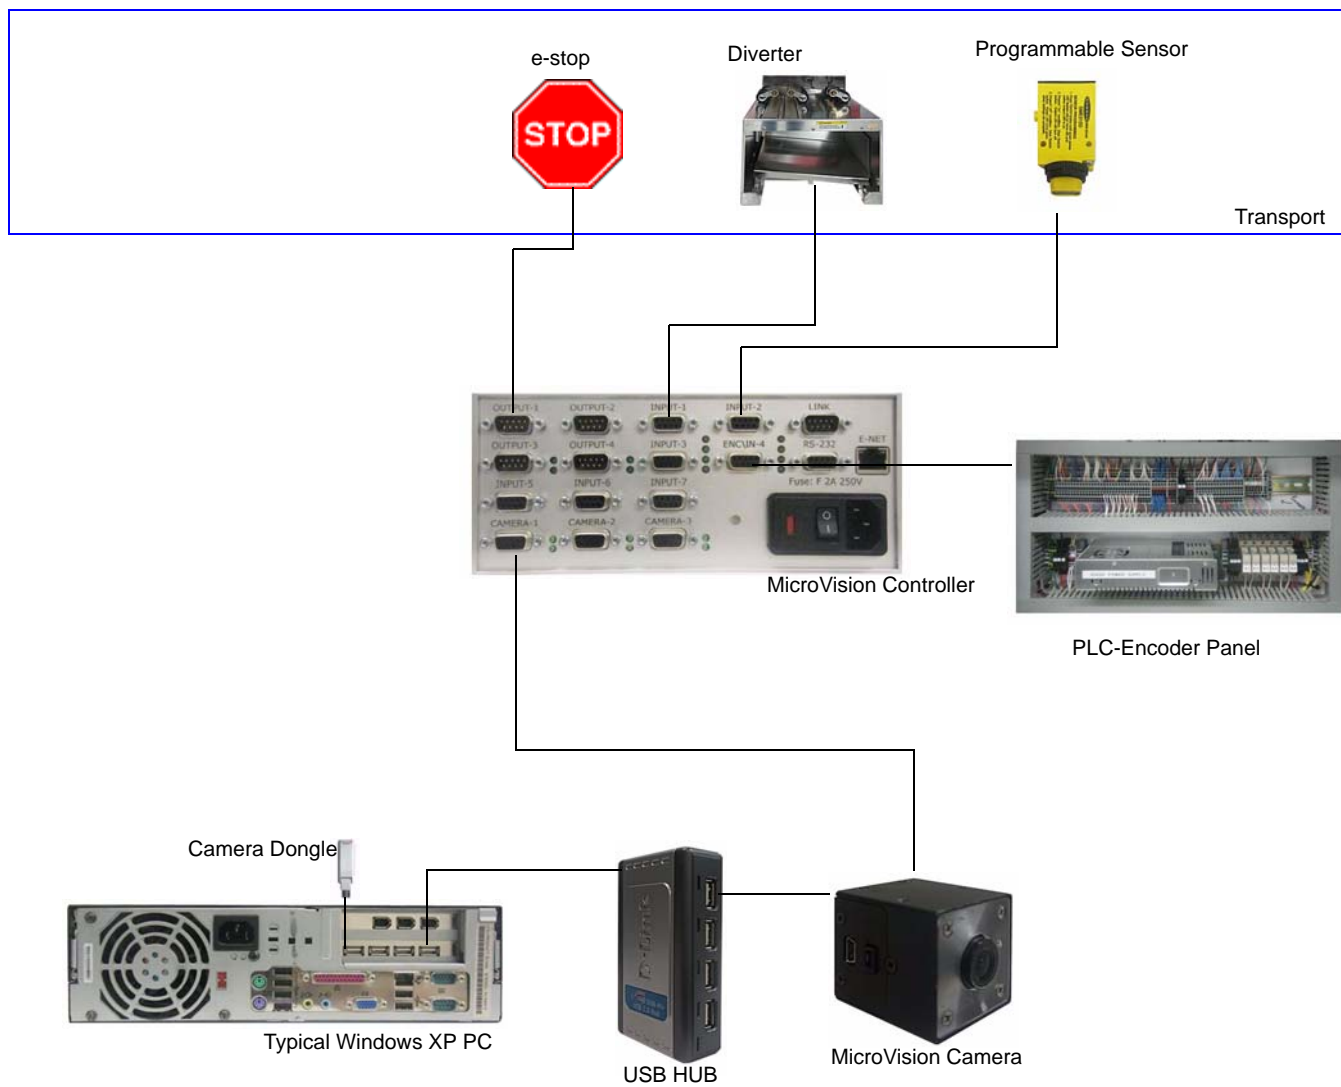 e-stop
Diverter
Programmable Sensor
STOP
Transport
OUTPUT-1 OUTPUT-2 INPUT-1 INPUT-2 LINK
OUTPUT-3 OUTPUT-4 INPUT-3 ENC\IN-4 RS-232 E-NET
INPUT-5 INPUT-6 INPUT-7 Fuse: F 2A 250V
CAMERA-1 CAMERA-2 CAMERA-3
MicroVision Controller
PLC-Encoder Panel
Camera Dongle
D-Link
Typical Windows XP PC
MicroVision Camera
USB HUB